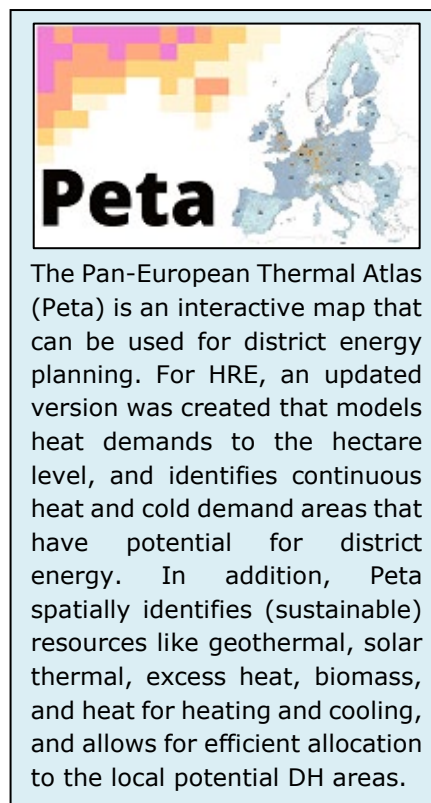 Peta
The Pan-European Thermal Atlas
(Peta) is an interactive map that
can be used for district energy
planning. For HRE, an updated
version was created that models
heat demands to the hectare
level, and identifies continuous
heat and cold demand areas that
have potential for district
energy. In addition, Peta
spatially identifies (sustainable)
resources like geothermal, solar
thermal, excess heat, biomass,
and heat for heating and cooling,
and allows for efficient allocation
to the local potential DH areas.